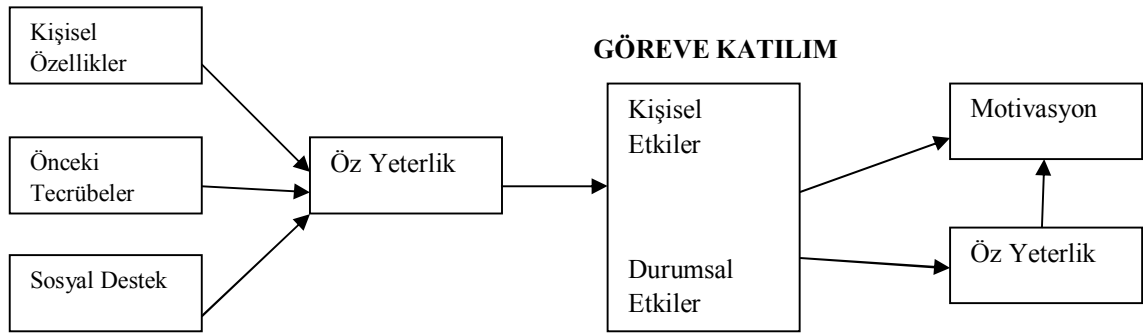 Kişisel
Özellikler
Önceki
Tecrübeler
Sosyal Destek
Öz Yeterlik
GÖREVE KATILIM
Kişisel
Etkiler
Durumsal
Etkiler
Motivasyon
Öz Yeterlik